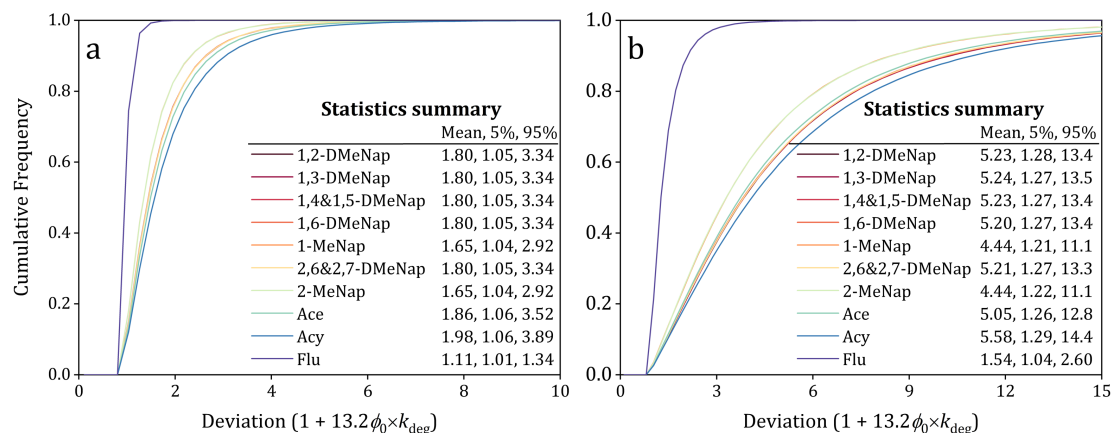 a
Cumulative Frequency
1.0
0.8
0.6
0.4
0.2
0.0
Statistics summary
Mean, 5%, 95%
1,2-DMeNap 1.80, 1.05, 3.34
1,3-DMeNap 1.80, 1.05, 3.34
1,4&1,5-DMeNap 1.80, 1.05, 3.34
1,6-DMeNap 1.80, 1.05, 3.34
1-MeNap 1.65, 1.04, 2.92
2,6&2,7-DMeNap 1.80, 1.05, 3.34
2-MeNap 1.65, 1.04, 2.92
Ace 1.86, 1.06, 3.52
Acy 1.98, 1.06, 3.89
Flu 1.11, 1.01, 1.34
0 2 4 6 8 10
Deviation (1 + 13.2ϕ₀×k_deg)
b
1.0
0.8
0.6
0.4
0.2
0.0
Statistics summary
Mean, 5%, 95%
1,2-DMeNap 5.23, 1.28, 13.4
1,3-DMeNap 5.24, 1.27, 13.5
1,4&1,5-DMeNap 5.23, 1.27, 13.4
1,6-DMeNap 5.20, 1.27, 13.4
1-MeNap 4.44, 1.21, 11.1
2,6&2,7-DMeNap 5.21, 1.27, 13.3
2-MeNap 4.44, 1.22, 11.1
Ace 5.05, 1.26, 12.8
Acy 5.58, 1.29, 14.4
Flu 1.54, 1.04, 2.60
0 3 6 9 12 15
Deviation (1 + 13.2ϕ₀×k_deg)